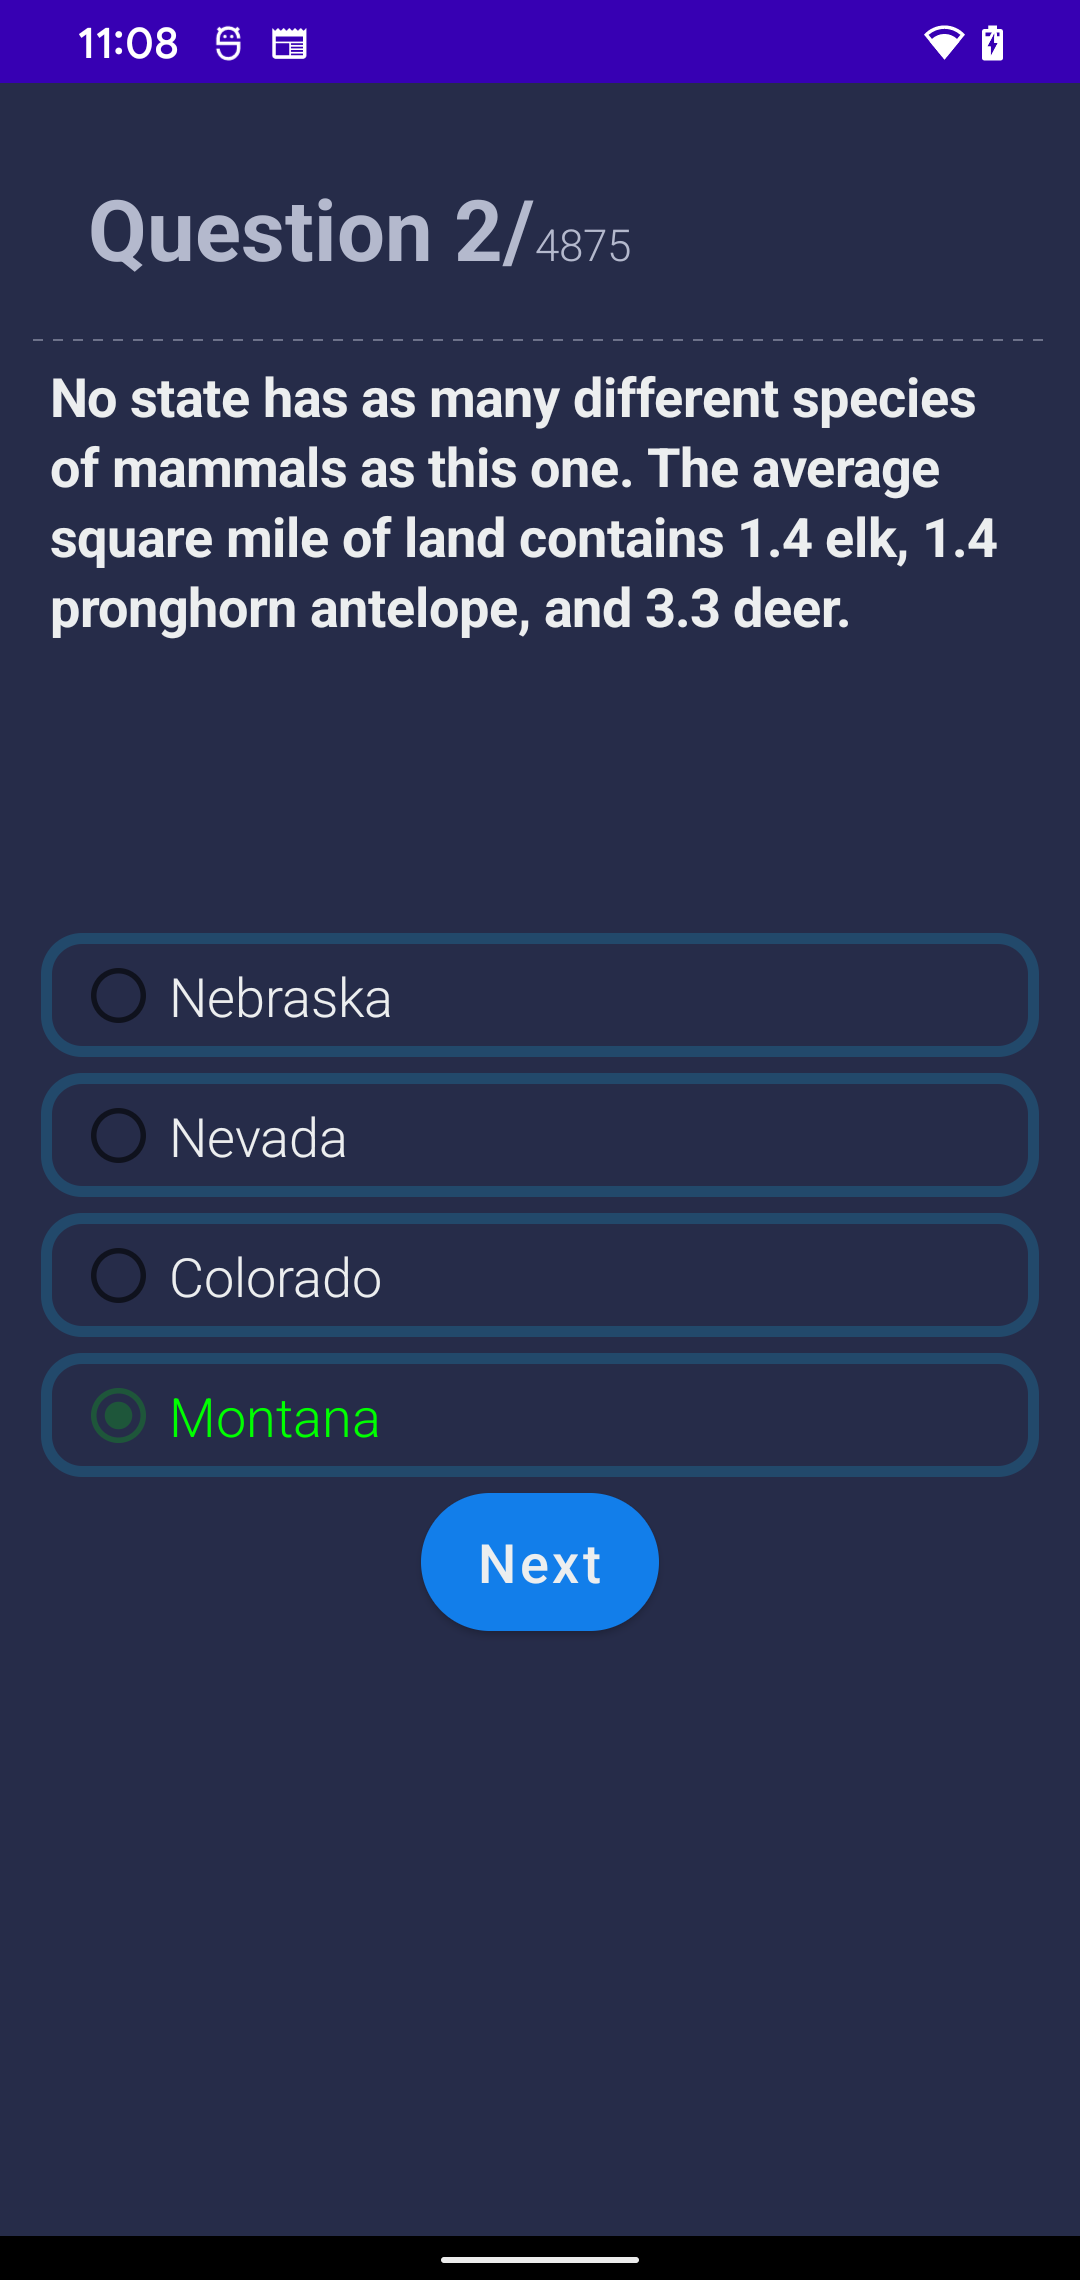 11:08
Question 2/4875
No state has as many different species
of mammals as this one. The average
square mile of land contains 1.4 elk, 1.4
pronghorn antelope, and 3.3 deer.
Nebraska
Nevada
Colorado
Montana
Next